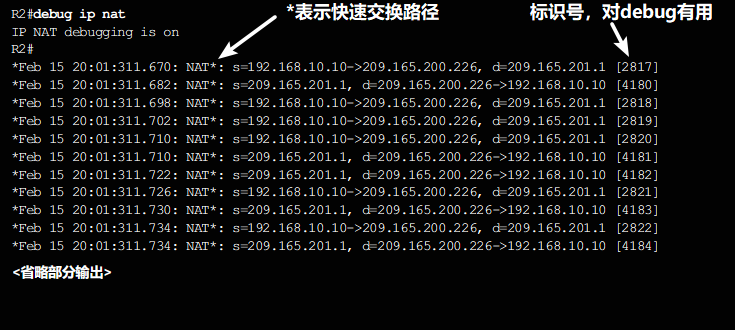 *表示快速交换路径
标识号，对debug有用
R2#debug ip nat
IP NAT debugging is on
R2#
*Feb 15 20:01:311.670: NAT*: s=192.168.10.10->209.165.200.226, d=209.165.201.1 [2817]
*Feb 15 20:01:311.682: NAT*: s=209.165.201.1, d=209.165.200.226->192.168.10.10 [4180]
*Feb 15 20:01:311.698: NAT*: s=192.168.10.10->209.165.200.226, d=209.165.201.1 [2818]
*Feb 15 20:01:311.702: NAT*: s=192.168.10.10->209.165.200.226, d=209.165.201.1 [2819]
*Feb 15 20:01:311.710: NAT*: s=192.168.10.10->209.165.200.226, d=209.165.201.1 [2820]
*Feb 15 20:01:311.710: NAT*: s=209.165.201.1, d=209.165.200.226->192.168.10.10 [4181]
*Feb 15 20:01:311.722: NAT*: s=209.165.201.1, d=209.165.200.226->192.168.10.10 [4182]
*Feb 15 20:01:311.726: NAT*: s=192.168.10.10->209.165.200.226, d=209.165.201.1 [2821]
*Feb 15 20:01:311.730: NAT*: s=209.165.201.1, d=209.165.200.226->192.168.10.10 [4183]
*Feb 15 20:01:311.734: NAT*: s=192.168.10.10->209.165.200.226, d=209.165.201.1 [2822]
*Feb 15 20:01:311.734: NAT*: s=209.165.201.1, d=209.165.200.226->192.168.10.10 [4184]
<省略部分输出>